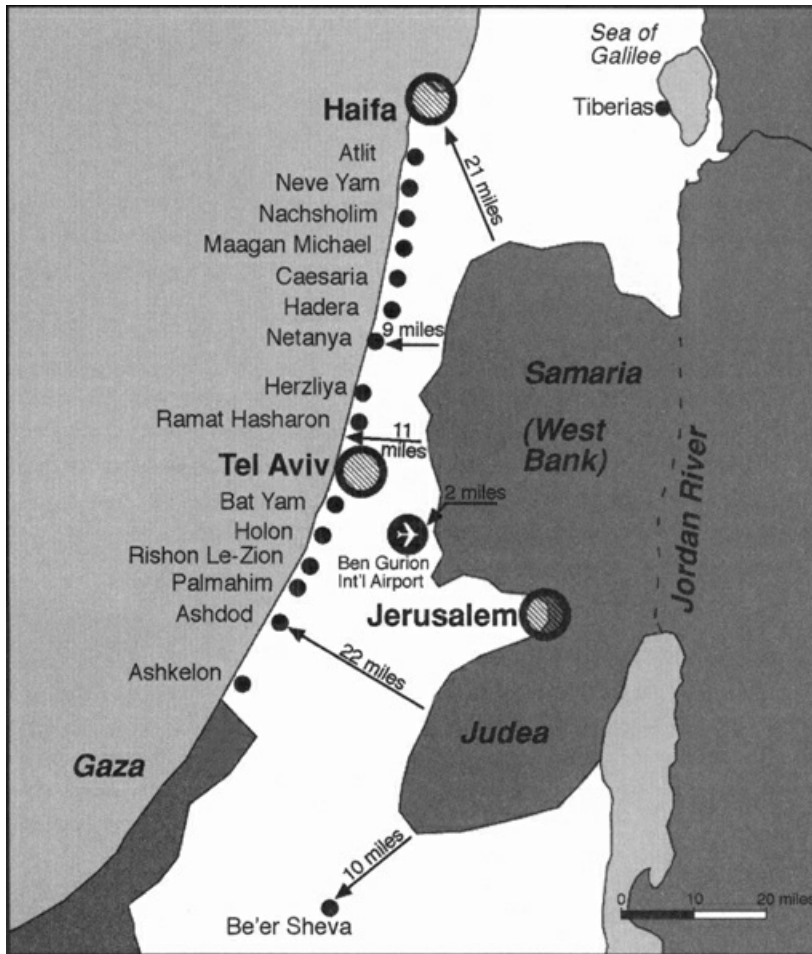 Sea of
Galilee
Haifa
Tiberias
Atlit
21 miles
Neve Yam
Nachsholim
Maagan Michael
Caesaria
Hadera
9 miles
Netanya
Samaria
Herzliya
Ramat Hasharon
11
miles
(West
Bank)
Tel Aviv
2 miles
Bat Yam
Holon
Jordan River
Rishon Le-Zion
Ben Gurion
Int'l Airport
Palmahim
Ashdod
Jerusalem
22 miles
Ashkelon
Judea
Gaza
10 miles
0 10 20 miles
Be'er Sheva